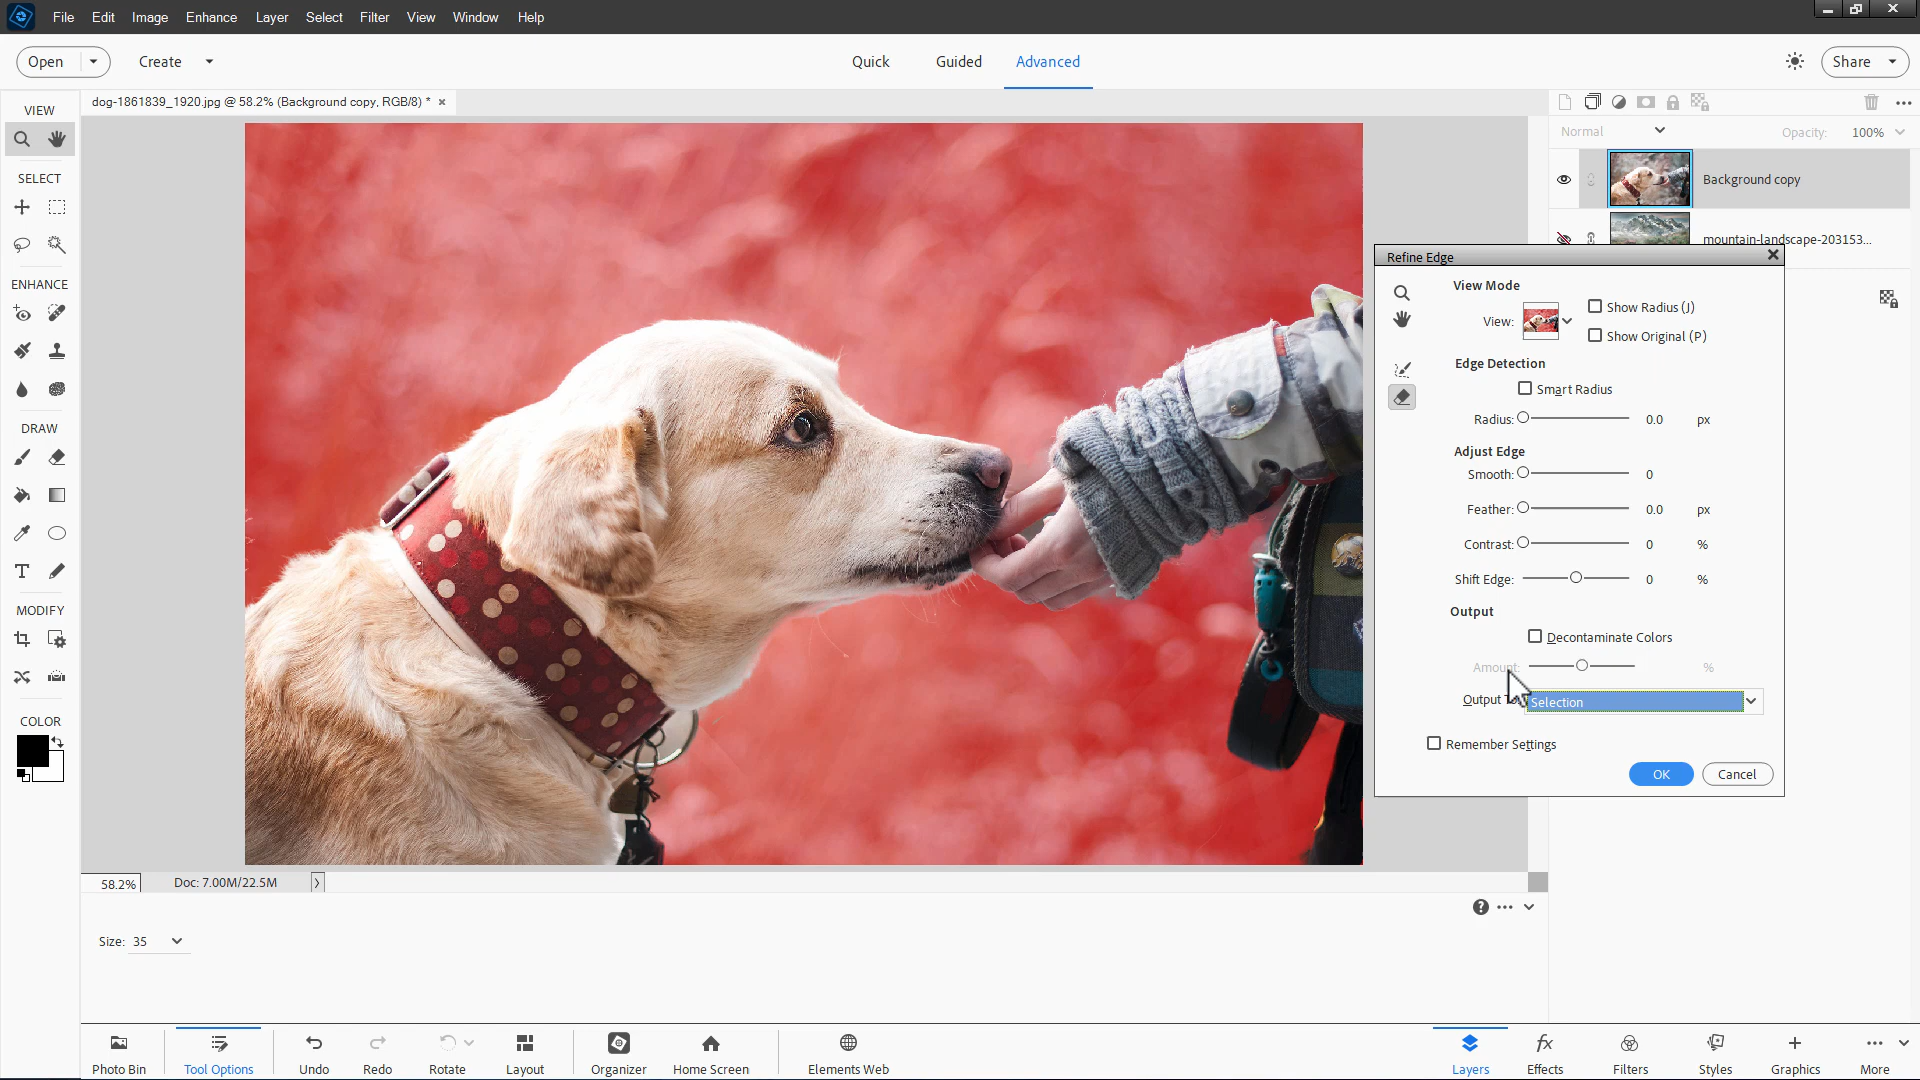 File Edit Image Enhance Layer Select Filter View Window Help
Open Create Quick Guided Advanced Share
VIEW
dog-1861839_1920.jpg @ 58.2% (Background copy, RGB/8) *
Normal Opacity: 100%
SELECT
Background copy
mountain-landscape-203153...
ENHANCE
Refine Edge
View Mode
View: Show Radius (J)
Show Original (P)
Edge Detection
Smart Radius
Radius: 0.0 px
DRAW
Adjust Edge
Smooth: 0
Feather: 0.0 px
Contrast: 0 %
Shift Edge: 0 %
MODIFY
Output
Decontaminate Colors
Amount: %
Output Selection
COLOR
Remember Settings
OK Cancel
58.2% Doc: 7.00M/22.5M
Size: 35
Photo Bin Tool Options Undo Redo Rotate Layout Organizer Home Screen Elements Web Layers Effects Filters Styles Graphics More